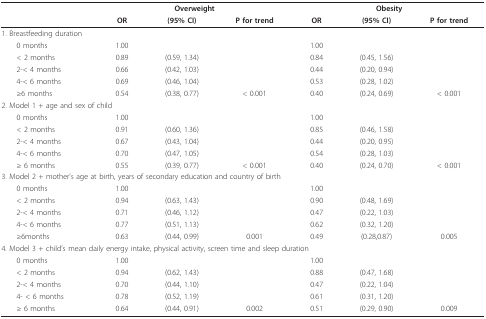 Overweight Obesity
OR (95% CI) P for trend OR (95% CI) P for trend
1. Breastfeeding duration
0 months 1.00 1.00
< 2 months 0.89 (0.59, 1.34) 0.84 (0.45, 1.56)
2-< 4 months 0.66 (0.42, 1.03) 0.44 (0.20, 0.94)
4-< 6 months 0.69 (0.46, 1.04) 0.53 (0.28, 1.02)
≥6 months 0.54 (0.38, 0.77) < 0.001 0.40 (0.24, 0.69) < 0.001
2. Model 1 + age and sex of child
0 months 1.00 1.00
< 2 months 0.91 (0.60, 1.36) 0.85 (0.46, 1.58)
2-< 4 months 0.67 (0.43, 1.04) 0.44 (0.20, 0.95)
4-< 6 months 0.70 (0.47, 1.05) 0.54 (0.28, 1.03)
≥ 6 months 0.55 (0.39, 0.77) < 0.001 0.40 (0.24, 0.70) < 0.001
3. Model 2 + mother's age at birth, years of secondary education and country of birth
0 months 1.00 1.00
< 2 months 0.94 (0.63, 1.43) 0.90 (0.48, 1.69)
2-< 4 months 0.71 (0.46, 1.12) 0.47 (0.22, 1.03)
4-< 6 months 0.77 (0.51, 1.13) 0.62 (0.32, 1.20)
≥6months 0.63 (0.44, 0.99) 0.001 0.49 (0.28,0.87) 0.005
4. Model 3 + child's mean daily energy intake, physical activity, screen time and sleep duration
0 months 1.00 1.00
< 2 months 0.94 (0.62, 1.43) 0.88 (0.47, 1.68)
2-< 4 months 0.70 (0.44, 1.10) 0.47 (0.22, 1.04)
4- < 6 months 0.78 (0.52, 1.19) 0.61 (0.31, 1.20)
≥ 6 months 0.64 (0.44, 0.91) 0.002 0.51 (0.29, 0.90) 0.009